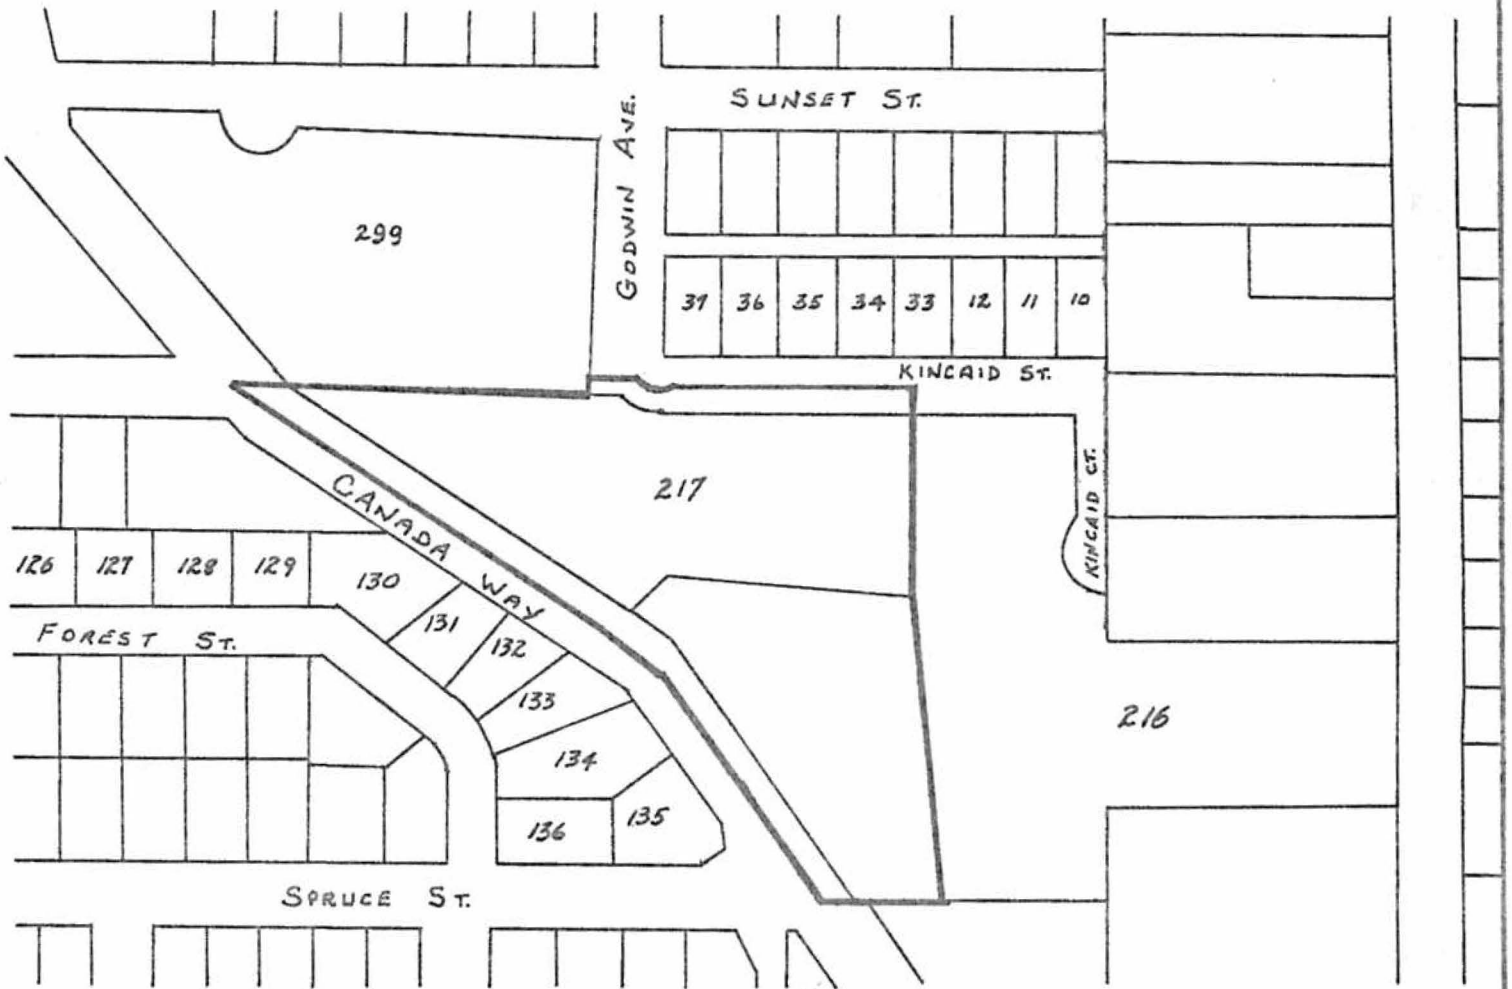 SUNSET ST.
GODWIN AVE.
299
37 36 35 34 33 12 11 10
KINCAID ST.
KINCAID CT.
217
CANADA WAY
126 127 128 129 130
131
132
133
134
135
136
FOREST ST.
216
SPRUCE ST.